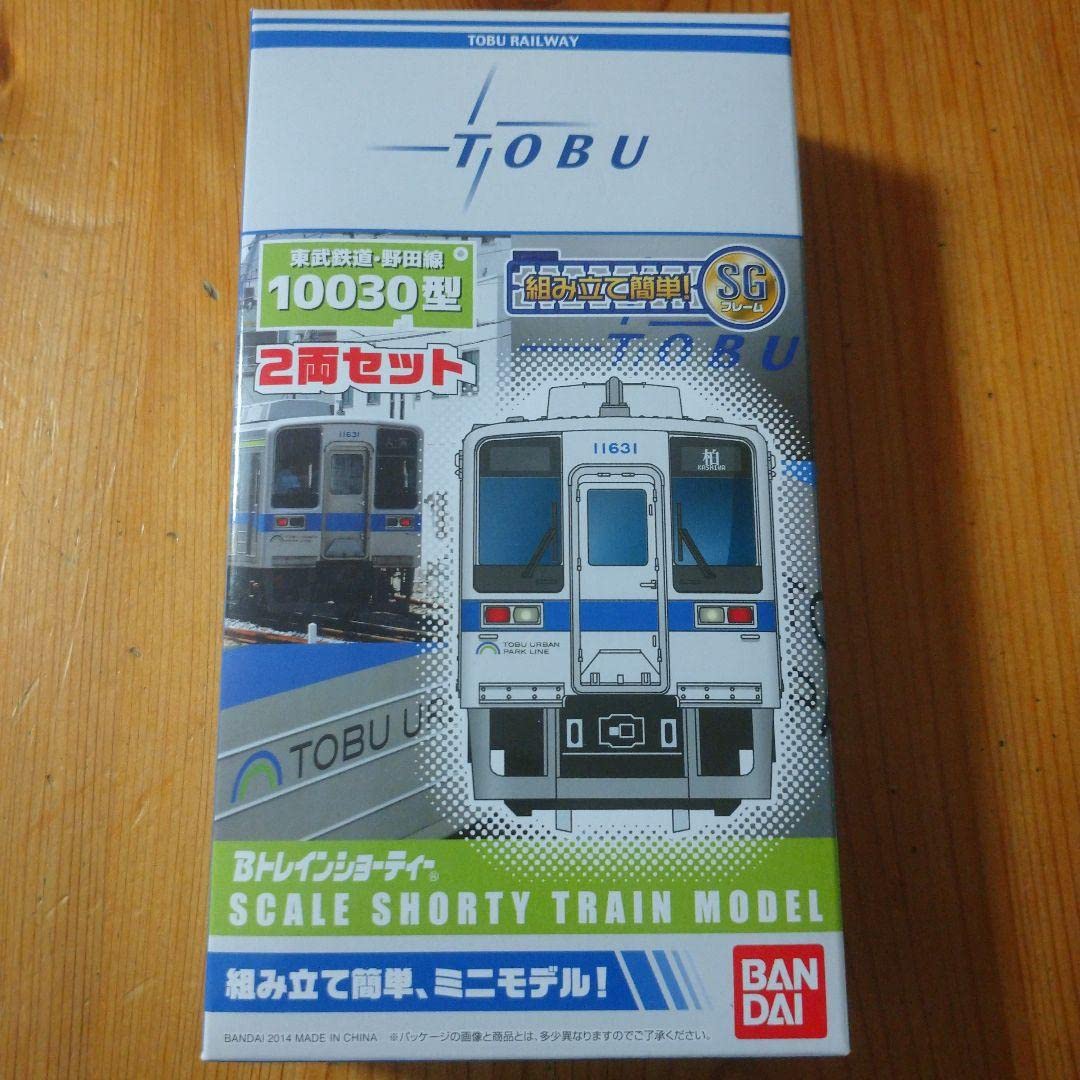 TOBU RAILWAY
TOBU
東武鉄道・野田線
10030型
組み立て簡単!
SG
フレーム
2両セット
TOBU
11631
11631
柏
KASHIWA
TOBU URBAN
PARK LINE
TOBU U
Bトレインショーティー®
SCALE SHORTY TRAIN MODEL
組み立て簡単、ミニモデル!
BAN
DAI
BANDAI 2014 MADE IN CHINA ※パッケージの画像と商品とは、多少異なりますのでご了承ください。